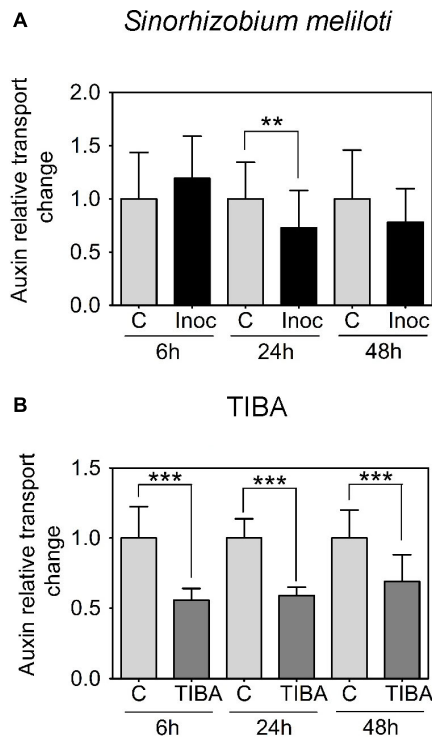 A
Sinorhizobium meliloti
Auxin relative transport
change
2.0
1.5
1.0
0.5
0.0
**
C Inoc C Inoc C Inoc
6h 24h 48h
B
TIBA
Auxin relative transport
change
1.5
1.0
0.5
0.0
*** *** ***
C TIBA C TIBA C TIBA
6h 24h 48h